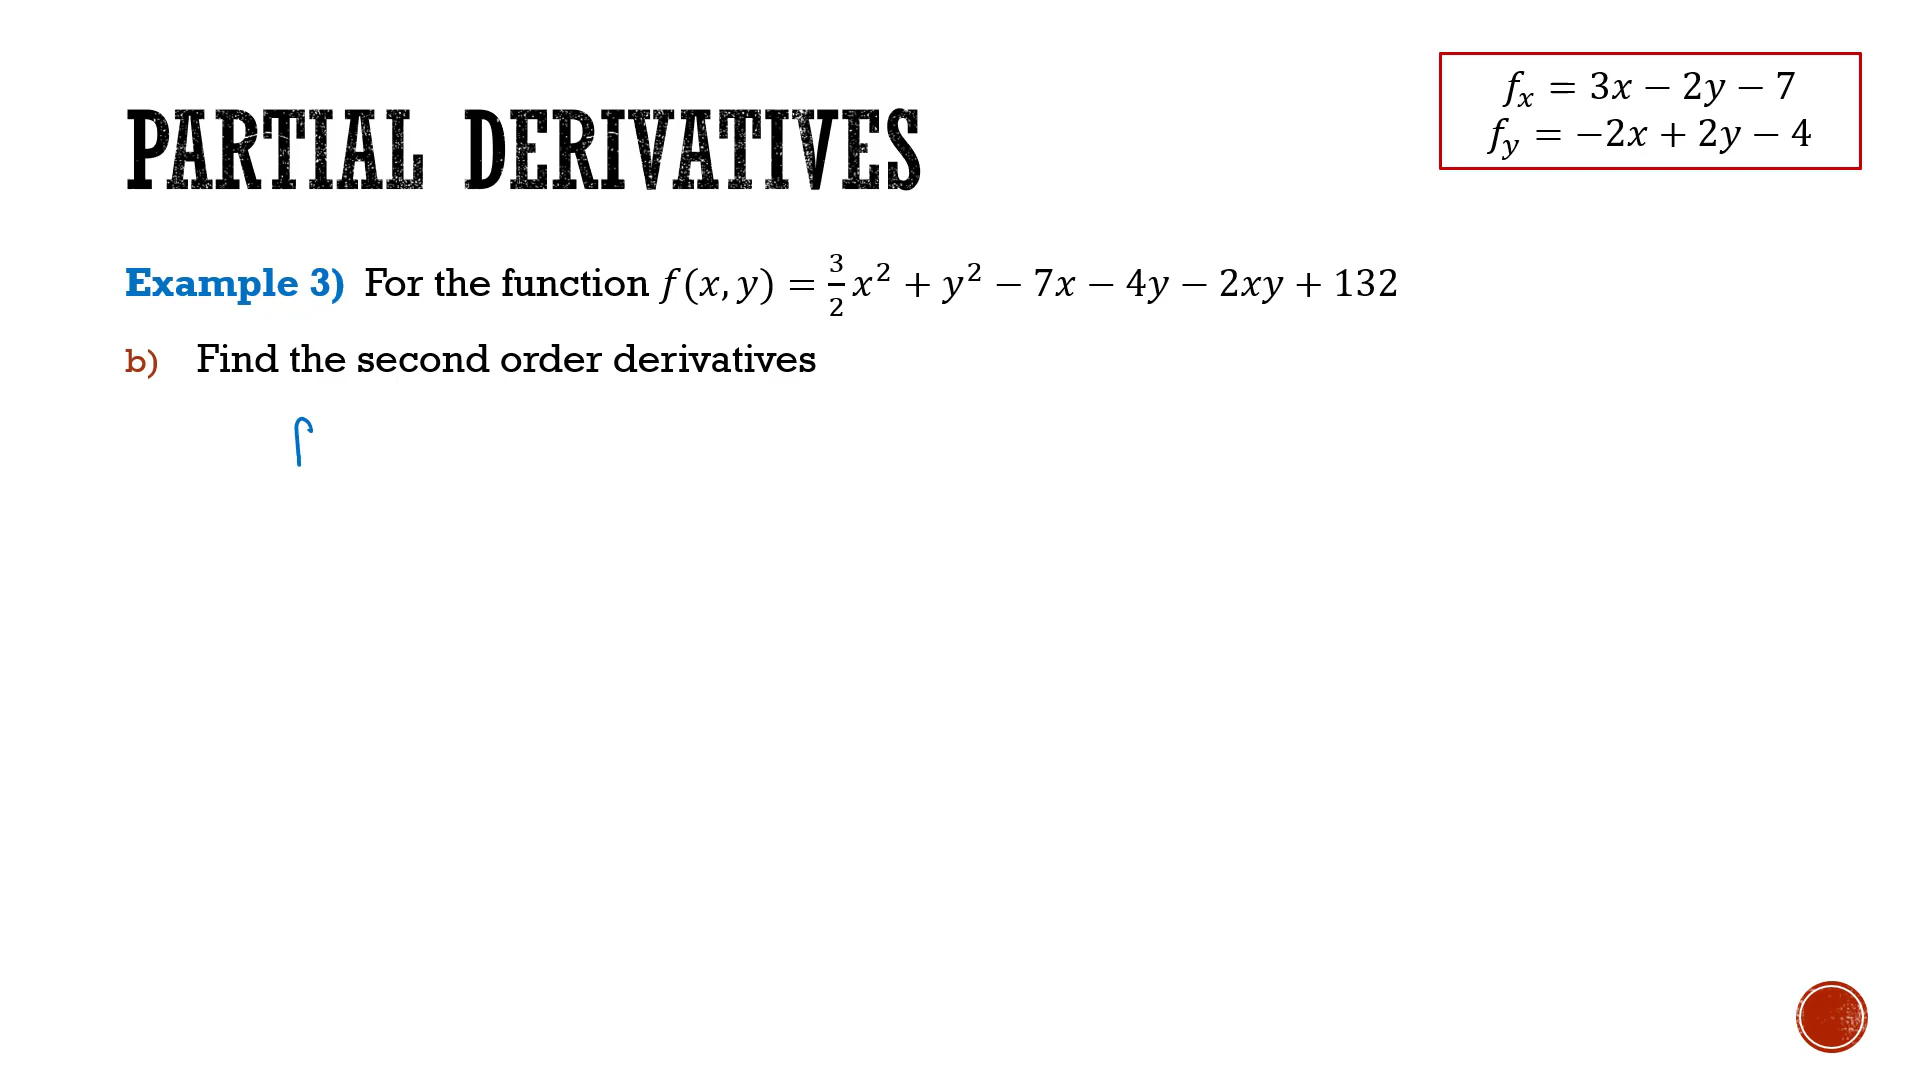 PARTIAL DERIVATIVES
fₓ = 3x − 2y − 7
f_y = −2x + 2y − 4
Example 3) For the function f(x, y) = 3/2 x² + y² − 7x − 4y − 2xy + 132
b) Find the second order derivatives